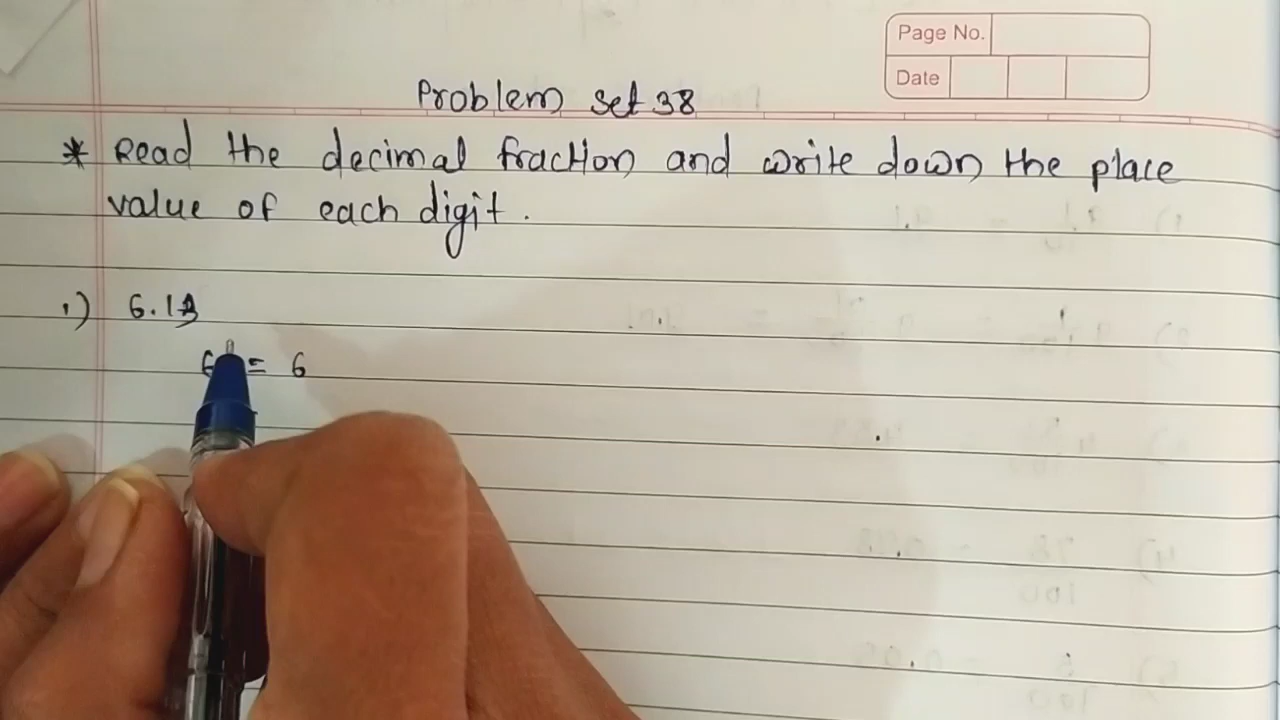 Page No.
Date
Problem set 38
* Read the decimal fraction and write down the place
value of each digit.
1) 6.13
6 = 6